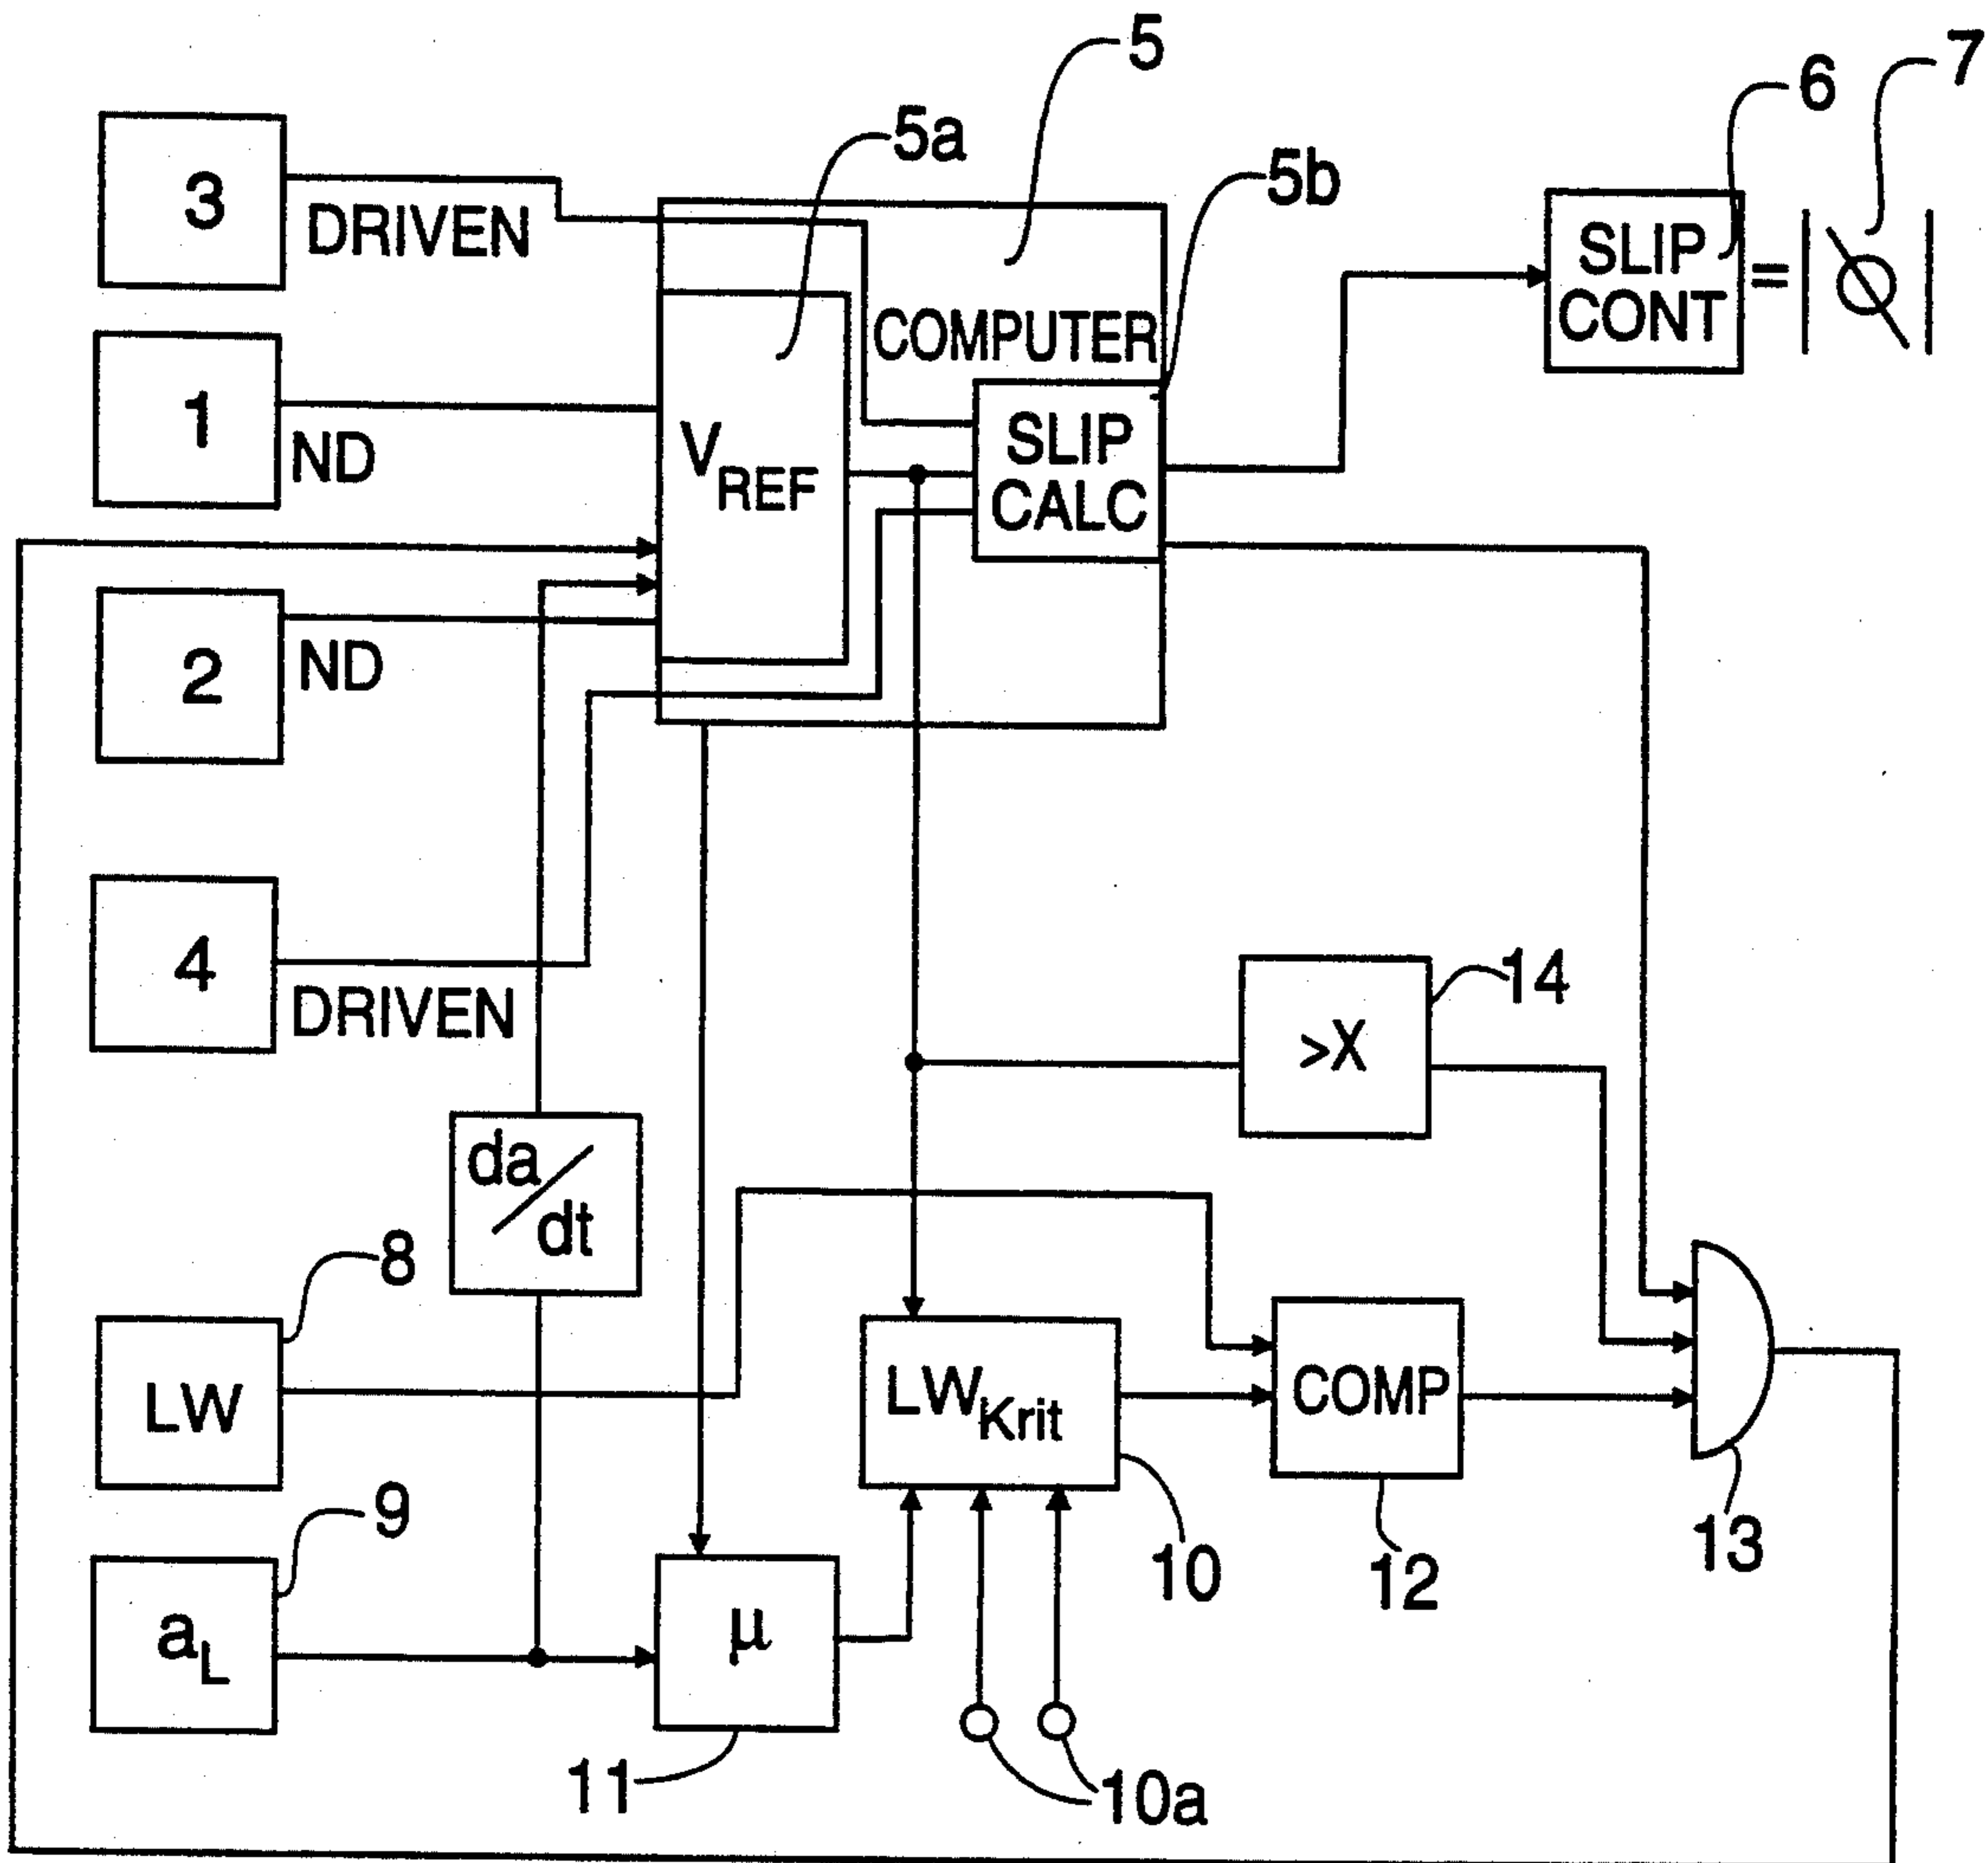 5
7
6
5a
5b
3
DRIVEN
SLIP
CONT
=
COMPUTER
1
ND
V REF
SLIP
CALC
2
ND
4
DRIVEN
14
>X
da/dt
8
LW
LW Krit
COMP
9
10
12
13
a L
µ
11
10a